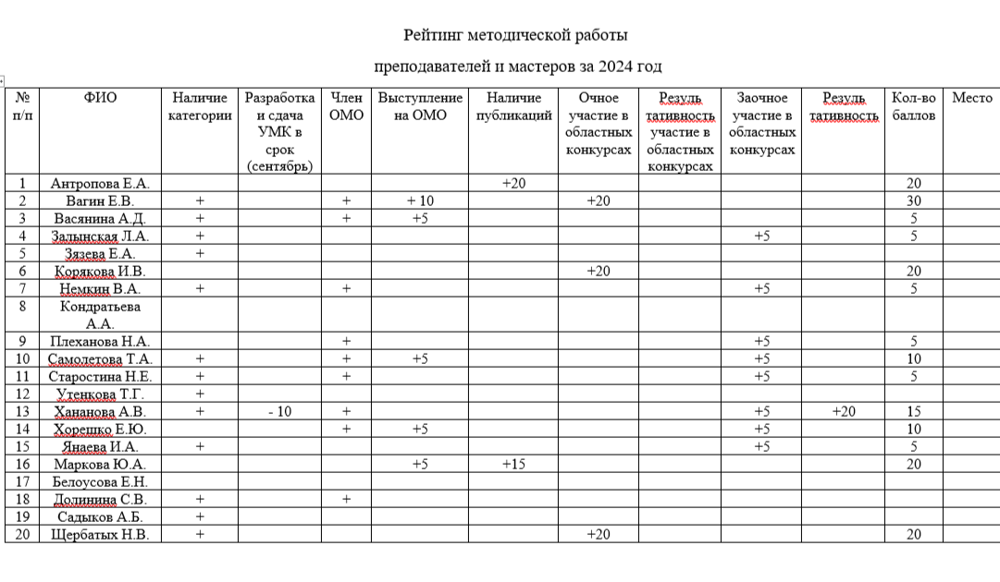 Рейтинг методической работы
преподавателей и мастеров за 2024 год
№ п/п ФИО Наличие категории Разработка и сдача УМК в срок (сентябрь) Член ОМО Выступление на ОМО Наличие публикаций Очное участие в областных конкурсах Резуль тативность участие в областных конкурсах Заочное участие в областных конкурсах Резуль тативность Кол-во баллов Место
1 Антропова Е.А. +20 20
2 Вагин Е.В. + + + 10 +20 30
3 Васянина А.Д. + + +5 5
4 Залынская Л.А. + +5 5
5 Зязева Е.А. +
6 Корякова И.В. +20 20
7 Немкин В.А. + + +5 5
8 Кондратьева А.А.
9 Плеханова Н.А. + +5 5
10 Самолетова Т.А. + + +5 +5 10
11 Старостина Н.Е. + + +5 5
12 Утенкова Т.Г. +
13 Хананова А.В. + - 10 + +5 +20 15
14 Хорешко Е.Ю. + +5 +5 10
15 Янаева И.А. + +5 5
16 Маркова Ю.А. +5 +15 20
17 Белоусова Е.Н.
18 Долинина С.В. + +
19 Садыков А.Б. +
20 Щербатых Н.В. + +20 20